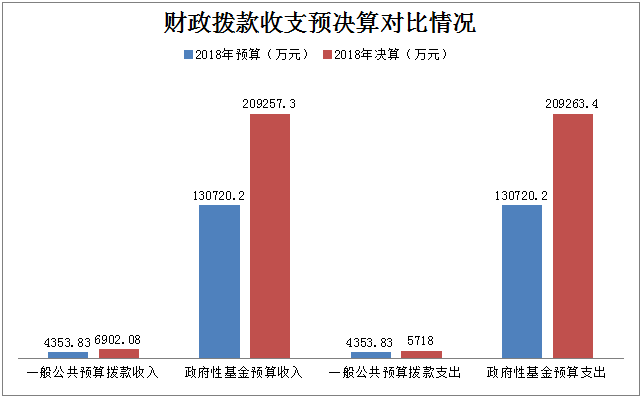 财政拨款收支预决算对比情况
2018年预算（万元） 2018年决算（万元）
209257.3 209263.4
130720.2 130720.2
4353.83 6902.08 4353.83 5718
一般公共预算拨款收入 政府性基金预算收入 一般公共预算拨款支出 政府性基金预算支出